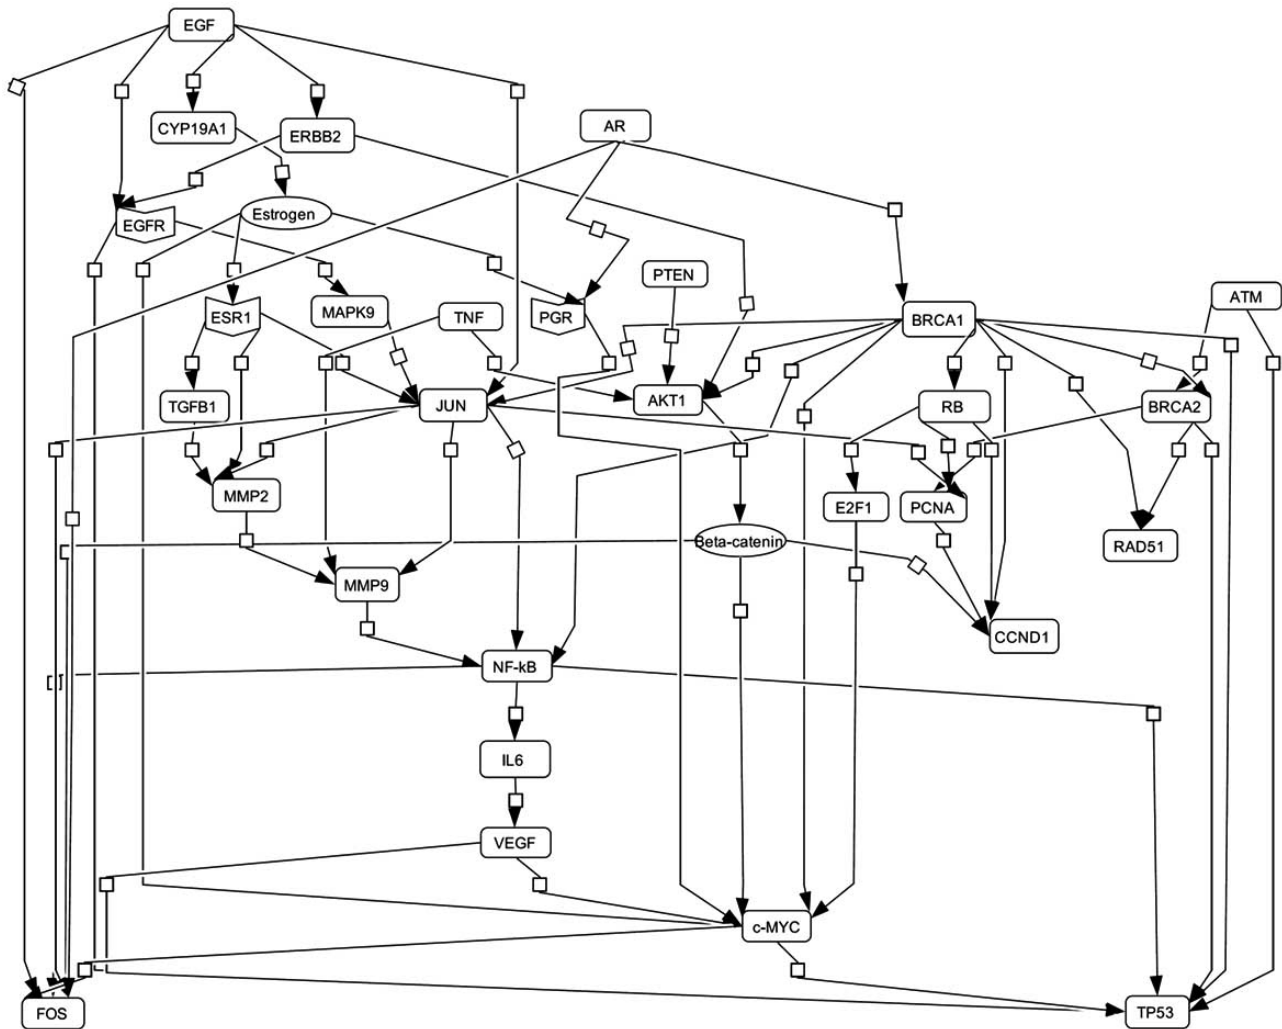 EGF
CYP19A1
ERBB2
AR
EGFR
Estrogen
PTEN
ATM
ESR1
MAPK9
TNF
PGR
BRCA1
TGFB1
JUN
AKT1
RB
BRCA2
MMP2
E2F1
PCNA
Beta-catenin
RAD51
MMP9
CCND1
NF-kB
IL6
VEGF
c-MYC
FOS
TP53